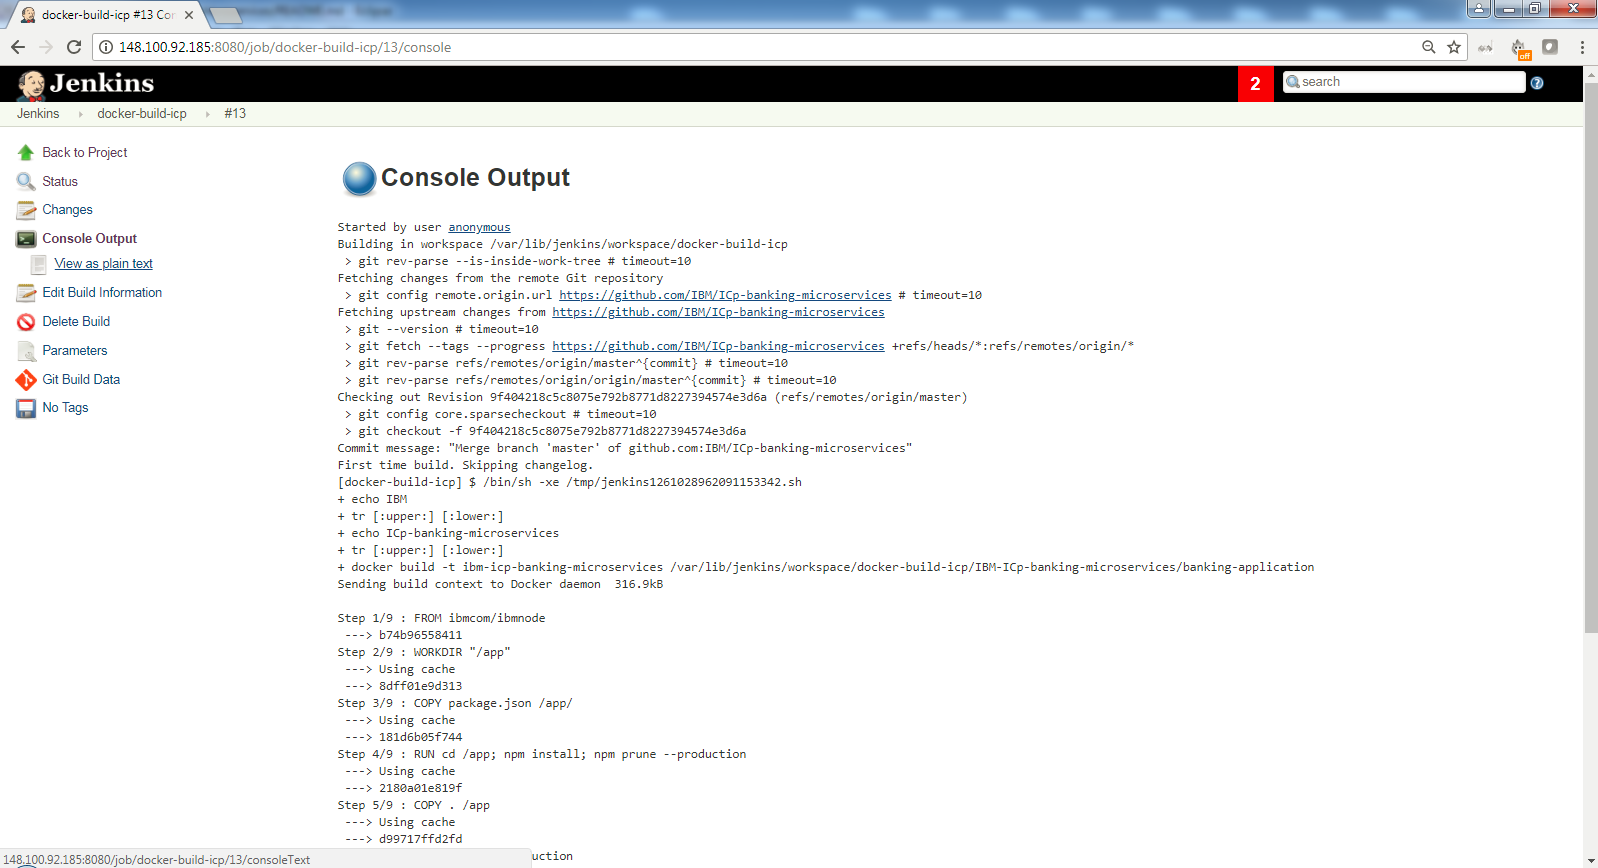 docker-build-icp #13 Cor
148.100.92.185:8080/job/docker-build-icp/13/console
off
Jenkins
2
search
?
Jenkins
docker-build-icp
#13
Back to Project
Status
Changes
Console Output
View as plain text
Edit Build Information
Delete Build
Parameters
Git Build Data
No Tags
Console Output
Started by user anonymous
Building in workspace /var/lib/jenkins/workspace/docker-build-icp
> git rev-parse --is-inside-work-tree # timeout=10
Fetching changes from the remote Git repository
> git config remote.origin.url https://github.com/IBM/ICp-banking-microservices # timeout=10
Fetching upstream changes from https://github.com/IBM/ICp-banking-microservices
> git --version # timeout=10
> git fetch --tags --progress https://github.com/IBM/ICp-banking-microservices +refs/heads/*:refs/remotes/origin/*
> git rev-parse refs/remotes/origin/master^{commit} # timeout=10
> git rev-parse refs/remotes/origin/origin/master^{commit} # timeout=10
Checking out Revision 9f404218c5c8075e792b8771d8227394574e3d6a (refs/remotes/origin/master)
> git config core.sparsecheckout # timeout=10
> git checkout -f 9f404218c5c8075e792b8771d8227394574e3d6a
Commit message: "Merge branch 'master' of github.com:IBM/ICp-banking-microservices"
First time build. Skipping changelog.
[docker-build-icp] $ /bin/sh -xe /tmp/jenkins1261028962091153342.sh
+ echo IBM
+ tr [:upper:] [:lower:]
+ echo ICp-banking-microservices
+ tr [:upper:] [:lower:]
+ docker build -t ibm-icp-banking-microservices /var/lib/jenkins/workspace/docker-build-icp/IBM-ICp-banking-microservices/banking-application
Sending build context to Docker daemon  316.9kB
Step 1/9 : FROM ibmcom/ibmnode
---> b74b96558411
Step 2/9 : WORKDIR "/app"
---> Using cache
---> 8dff01e9d313
Step 3/9 : COPY package.json /app/
---> Using cache
---> 181d6b05f744
Step 4/9 : RUN cd /app; npm install; npm prune --production
---> Using cache
---> 2180a01e819f
Step 5/9 : COPY . /app
---> Using cache
---> d99717ffd2fd
uction
148.100.92.185:8080/job/docker-build-icp/13/consoleText